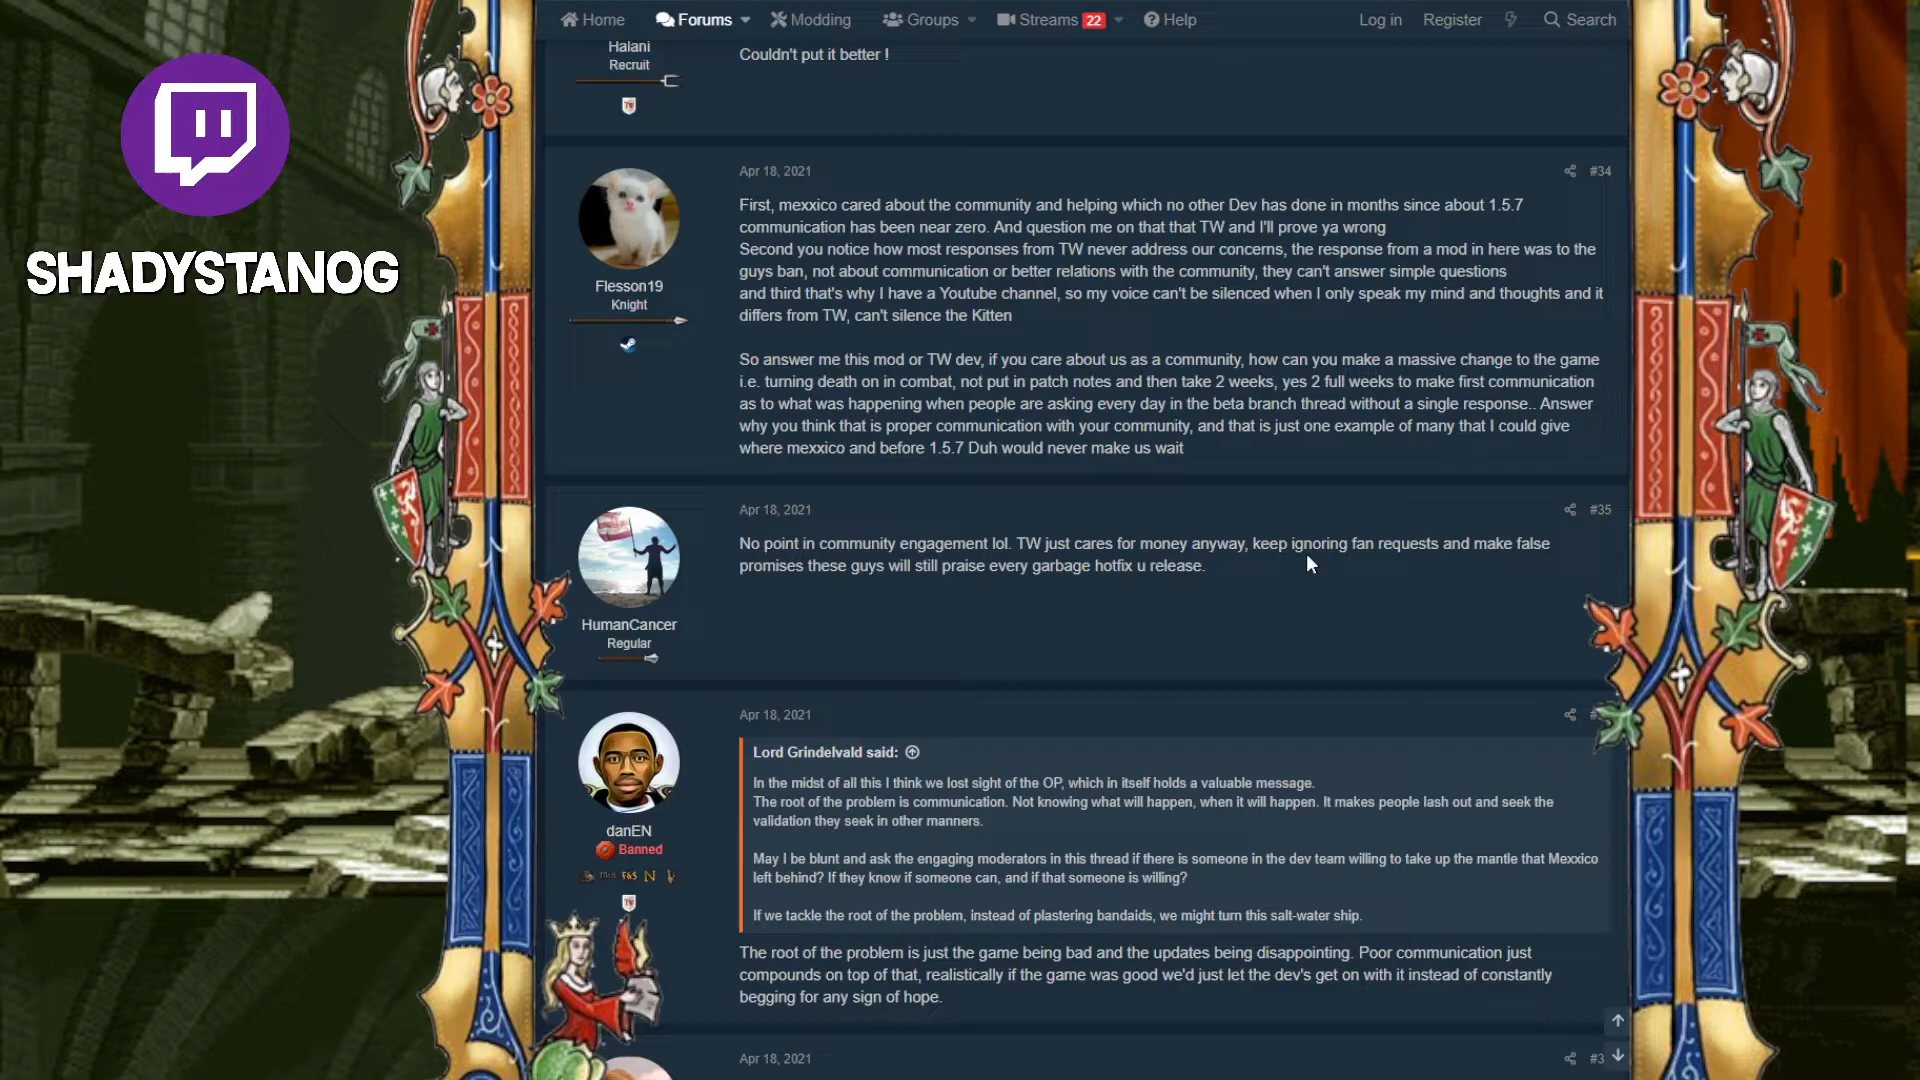 Home Forums Modding Groups Streams 22 Help Log in Register Search
SHADYSTANOG
Halani
Recruit
Couldn't put it better !
Apr 18, 2021 #34
Flesson19
Knight
First, mexxico cared about the community and helping which no other Dev has done in months since about 1.5.7
communication has been near zero. And question me on that that TW and I'll prove ya wrong
Second you notice how most responses from TW never address our concerns, the response from a mod in here was to the
guys ban, not about communication or better relations with the community, they can't answer simple questions
and third that's why I have a Youtube channel, so my voice can't be silenced when I only speak my mind and thoughts and it
differs from TW, can't silence the Kitten
So answer me this mod or TW dev, if you care about us as a community, how can you make a massive change to the game
i.e. turning death on in combat, not put in patch notes and then take 2 weeks, yes 2 full weeks to make first communication
as to what was happening when people are asking every day in the beta branch thread without a single response.. Answer
why you think that is proper communication with your community, and that is just one example of many that I could give
where mexxico and before 1.5.7 Duh would never make us wait
Apr 18, 2021 #35
HumanCancer
Regular
No point in community engagement lol. TW just cares for money anyway, keep ignoring fan requests and make false
promises these guys will still praise every garbage hotfix u release.
Apr 18, 2021
danEN
Banned
Lord Grindelvald said:
In the midst of all this I think we lost sight of the OP, which in itself holds a valuable message.
The root of the problem is communication. Not knowing what will happen, when it will happen. It makes people lash out and seek the
validation they seek in other manners.
May I be blunt and ask the engaging moderators in this thread if there is someone in the dev team willing to take up the mantle that Mexxico
left behind? If they know if someone can, and if that someone is willing?
If we tackle the root of the problem, instead of plastering bandaids, we might turn this salt-water ship.
The root of the problem is just the game being bad and the updates being disappointing. Poor communication just
compounds on top of that, realistically if the game was good we'd just let the dev's get on with it instead of constantly
begging for any sign of hope.
Apr 18, 2021 #3